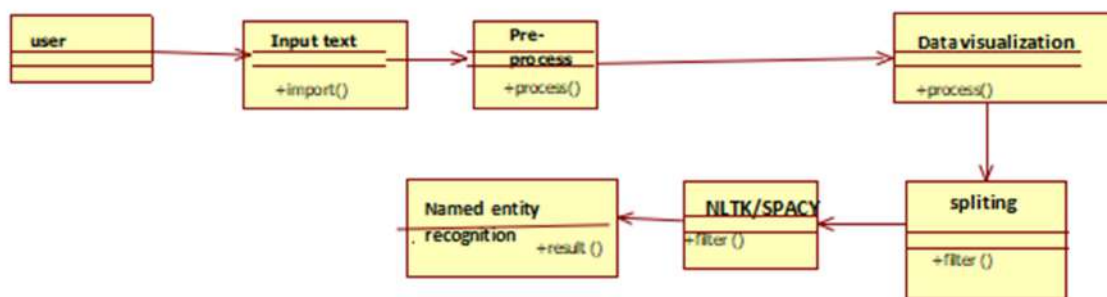 user
Input text
+import()
Pre-
process
+process()
Data visualization
+process()
Named entity
recognition
+result ()
NLTK/SPACY
+filter ()
spliting
+filter ()